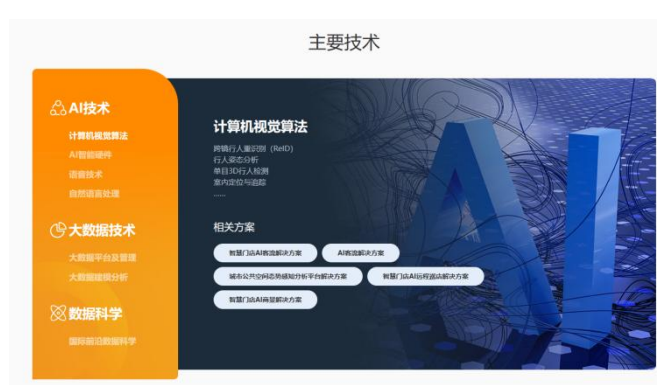 主要技术
AI技术
计算机视觉算法
AI智能硬件
语音技术
自然语言处理
大数据技术
大数据平台及管理
大数据建模分析
数据科学
国际前沿数据科学
计算机视觉算法
跨镜行人重识别（ReID）
行人姿态分析
单目3D行人检测
室内定位与追踪
......
相关方案
智慧门店AI客流解决方案
AI客流解决方案
城市公共空间态势感知分析平台解决方案
智慧门店AI远程巡店解决方案
智慧门店AI商显解决方案
AI